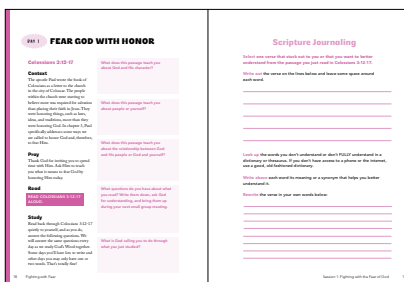 DAY 1
FEAR GOD WITH HONOR
Colossians 3:12-17
Context
The apostle Paul wrote the book of
Colossians as a letter to the church
in the city of Colossae. The people
within the church were starting to
believe more was required for salvation
than placing their faith in Jesus. They
were honoring things, such as laws,
ideas, and traditions, more than they
were honoring God. In chapter 3, Paul
specifically addresses some ways we
are called to honor God and, therefore,
to fear Him.
Pray
Thank God for inviting you to spend
time with Him. Ask Him to teach
you what it means to fear God by
honoring Him today.
Read
READ COLOSSIANS 3:12-17
ALOUD.
Study
Read back through Colossians 3:12-17
quietly to yourself, and as you do,
answer the following questions. We
will answer the same questions every
day as we study God's Word together.
Some days you'll have lots to write and
other days you may only have one or
two words. That's totally fine!
What does this passage teach you
about God and His character?
What does this passage teach you
about people or yourself?
What does this passage teach you about
the relationship between God
and His people or God and yourself?
What questions do you have about what
you read? Write them down, ask God
for understanding, and bring them up
during your next small group meeting.
What is God calling you to do through
what you just studied?
18 Fighting with Fear
Scripture Journaling
Select one verse that stuck out to you or that you want to better
understand from the passage you just read in Colossians 3:12-17.
Write out the verse on the lines below and leave some space around
each word.
Look up the words you don't understand or don't FULLY understand in a
dictionary or thesaurus. If you don't have access to a phone or the internet,
use a good, old-fashioned dictionary.
Write above each word its meaning or a synonym that helps you better
understand it.
Rewrite the verse in your own words below.
Session 1: Fighting with the Fear of God